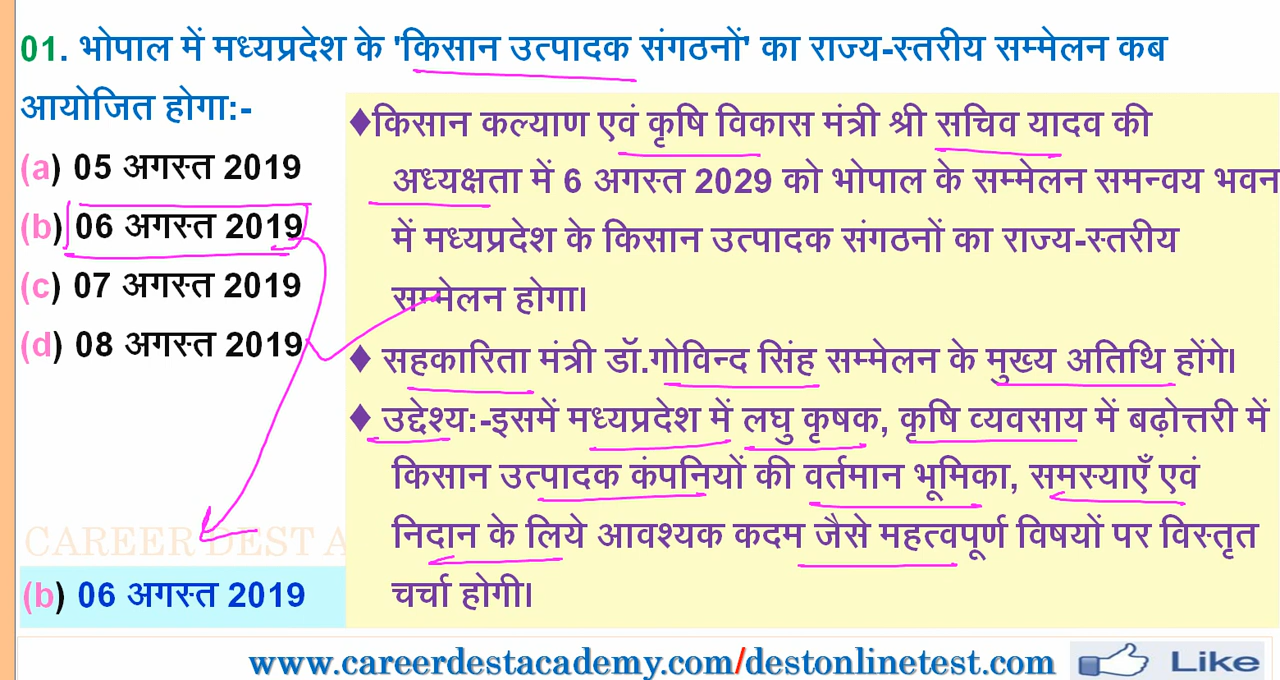 01. भोपाल में मध्यप्रदेश के 'किसान उत्पादक संगठनों' का राज्य-स्तरीय सम्मेलन कब
आयोजित होगा:-
(a) 05 अगस्त 2019
(b) 06 अगस्त 2019
(c) 07 अगस्त 2019
(d) 08 अगस्त 2019
♦किसान कल्याण एवं कृषि विकास मंत्री श्री सचिव यादव की
अध्यक्षता में 6 अगस्त 2029 को भोपाल के सम्मेलन समन्वय भवन
में मध्यप्रदेश के किसान उत्पादक संगठनों का राज्य-स्तरीय
सम्मेलन होगा।
♦ सहकारिता मंत्री डॉ.गोविन्द सिंह सम्मेलन के मुख्य अतिथि होंगे।
♦ उद्देश्य:-इसमें मध्यप्रदेश में लघु कृषक, कृषि व्यवसाय में बढ़ोत्तरी में
किसान उत्पादक कंपनियों की वर्तमान भूमिका, समस्याएँ एवं
निदान के लिये आवश्यक कदम जैसे महत्वपूर्ण विषयों पर विस्तृत
चर्चा होगी।
CAREER DEST A
(b) 06 अगस्त 2019
www.careerdestacademy.com/destonlinetest.com
Like